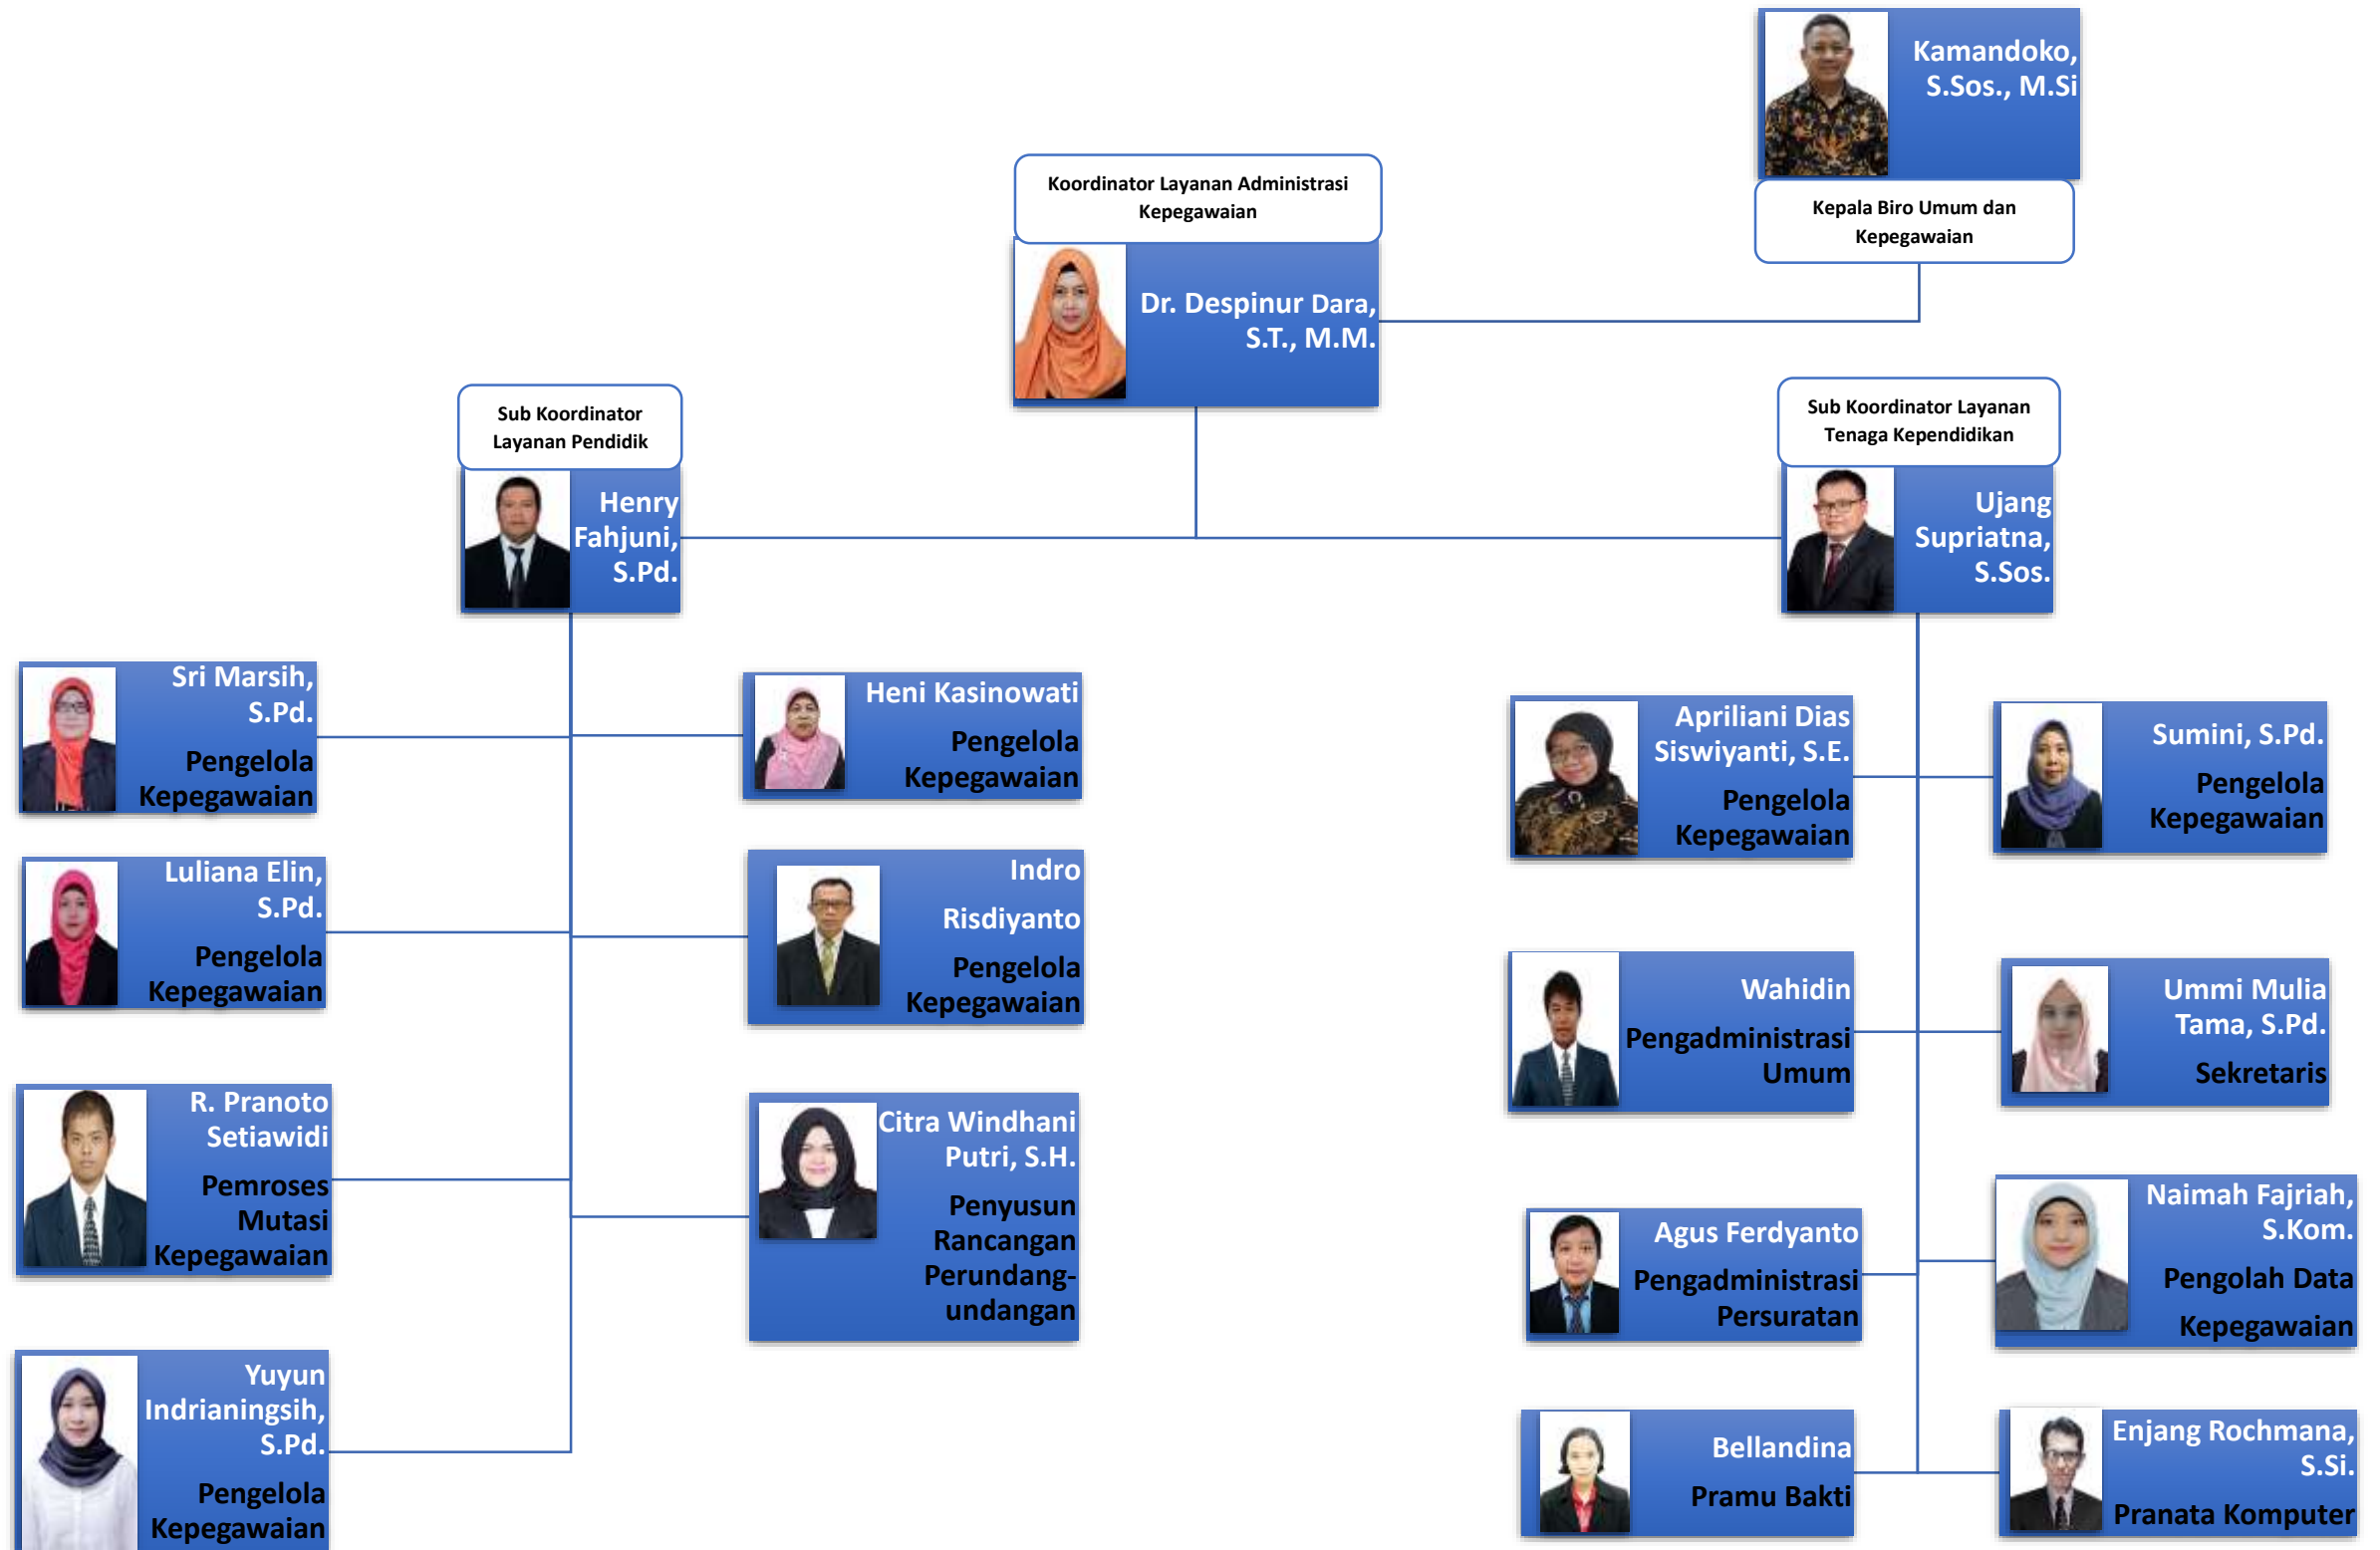 Kamandoko,
S.Sos., M.Si
Kepala Biro Umum dan
Kepegawaian
Koordinator Layanan Administrasi
Kepegawaian
Dr. Despinur Dara,
S.T., M.M.
Sub Koordinator
Layanan Pendidik
Henry
Fahjuni,
S.Pd.
Sub Koordinator Layanan
Tenaga Kependidikan
Ujang
Supriatna,
S.Sos.
Sri Marsih,
S.Pd.
Pengelola
Kepegawaian
Heni Kasinowati
Pengelola
Kepegawaian
Luliana Elin,
S.Pd.
Pengelola
Kepegawaian
Indro
Risdiyanto
Pengelola
Kepegawaian
R. Pranoto
Setiawidi
Pemroses
Mutasi
Kepegawaian
Citra Windhani
Putri, S.H.
Penyusun
Rancangan
Perundang-
undangan
Yuyun
Indrianingsih,
S.Pd.
Pengelola
Kepegawaian
Apriliani Dias
Siswiyanti, S.E.
Pengelola
Kepegawaian
Sumini, S.Pd.
Pengelola
Kepegawaian
Wahidin
Pengadministrasi
Umum
Ummi Mulia
Tama, S.Pd.
Sekretaris
Agus Ferdyanto
Pengadministrasi
Persuratan
Naimah Fajriah,
S.Kom.
Pengolah Data
Kepegawaian
Bellandina
Pramu Bakti
Enjang Rochmana,
S.Si.
Pranata Komputer